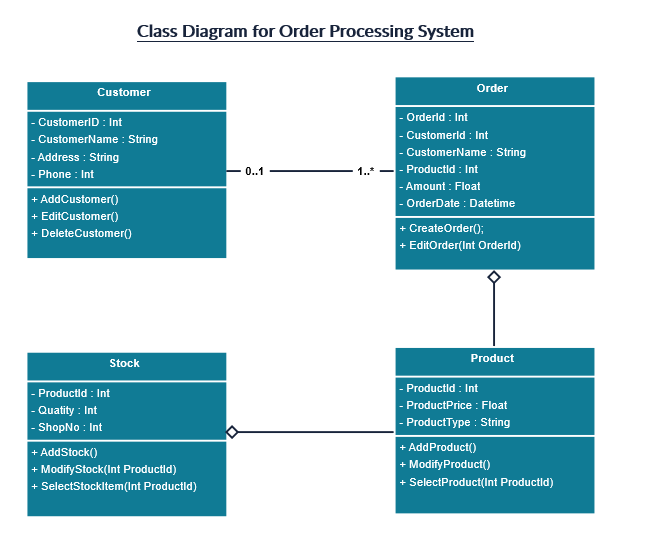 Class Diagram for Order Processing System
Customer
- CustomerID : Int
- CustomerName : String
- Address : String
- Phone : Int
+ AddCustomer()
+ EditCustomer()
+ DeleteCustomer()
0..1
1..*
Order
- OrderId : Int
- CustomerId : Int
- CustomerName : String
- ProductId : Int
- Amount : Float
- OrderDate : Datetime
+ CreateOrder();
+ EditOrder(Int OrderId)
Stock
- ProductId : Int
- Quatity : Int
- ShopNo : Int
+ AddStock()
+ ModifyStock(Int ProductId)
+ SelectStockItem(Int ProductId)
Product
- ProductId : Int
- ProductPrice : Float
- ProductType : String
+ AddProduct()
+ ModifyProduct()
+ SelectProduct(Int ProductId)